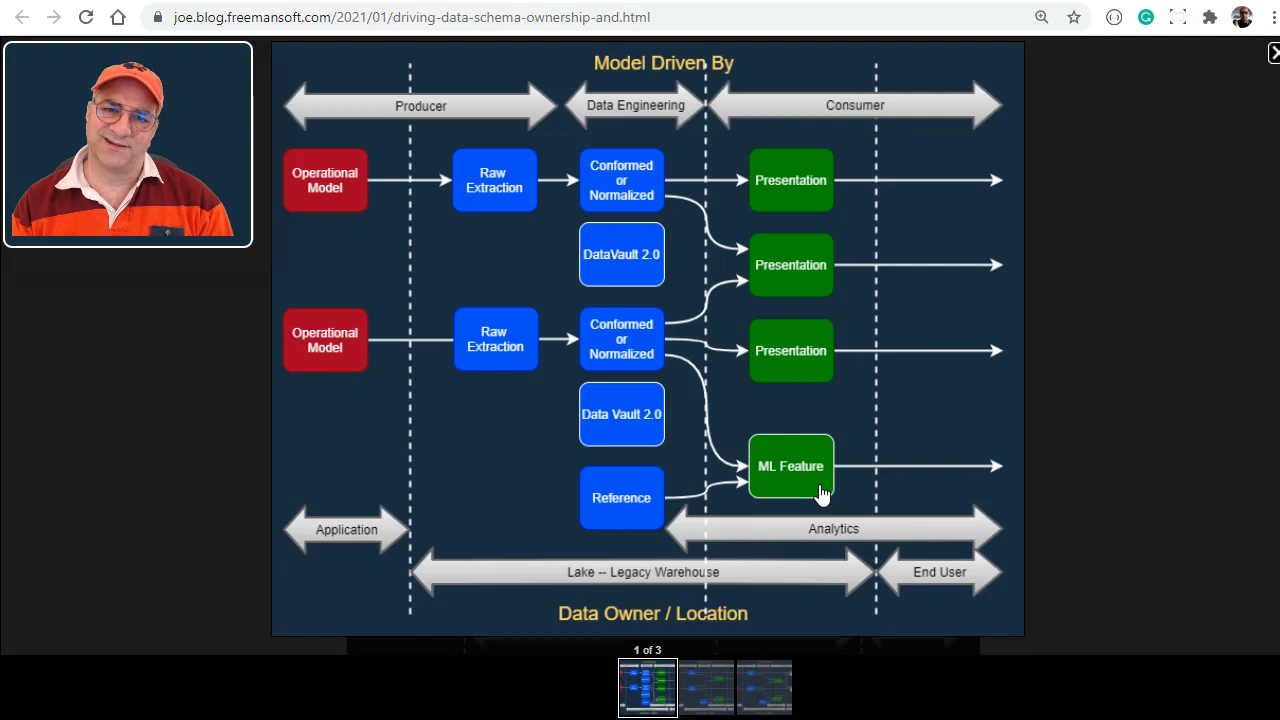 joe.blog.freemansoft.com/2021/01/driving-data-schema-ownership-and.html
Model Driven By
Producer
Data Engineering
Consumer
Operational
Model
Raw
Extraction
Conformed
or
Normalized
Presentation
DataVault 2.0
Presentation
Operational
Model
Raw
Extraction
Conformed
or
Normalized
Presentation
Data Vault 2.0
ML Feature
Reference
Application
Analytics
Lake -- Legacy Warehouse
End User
Data Owner / Location
1 of 3